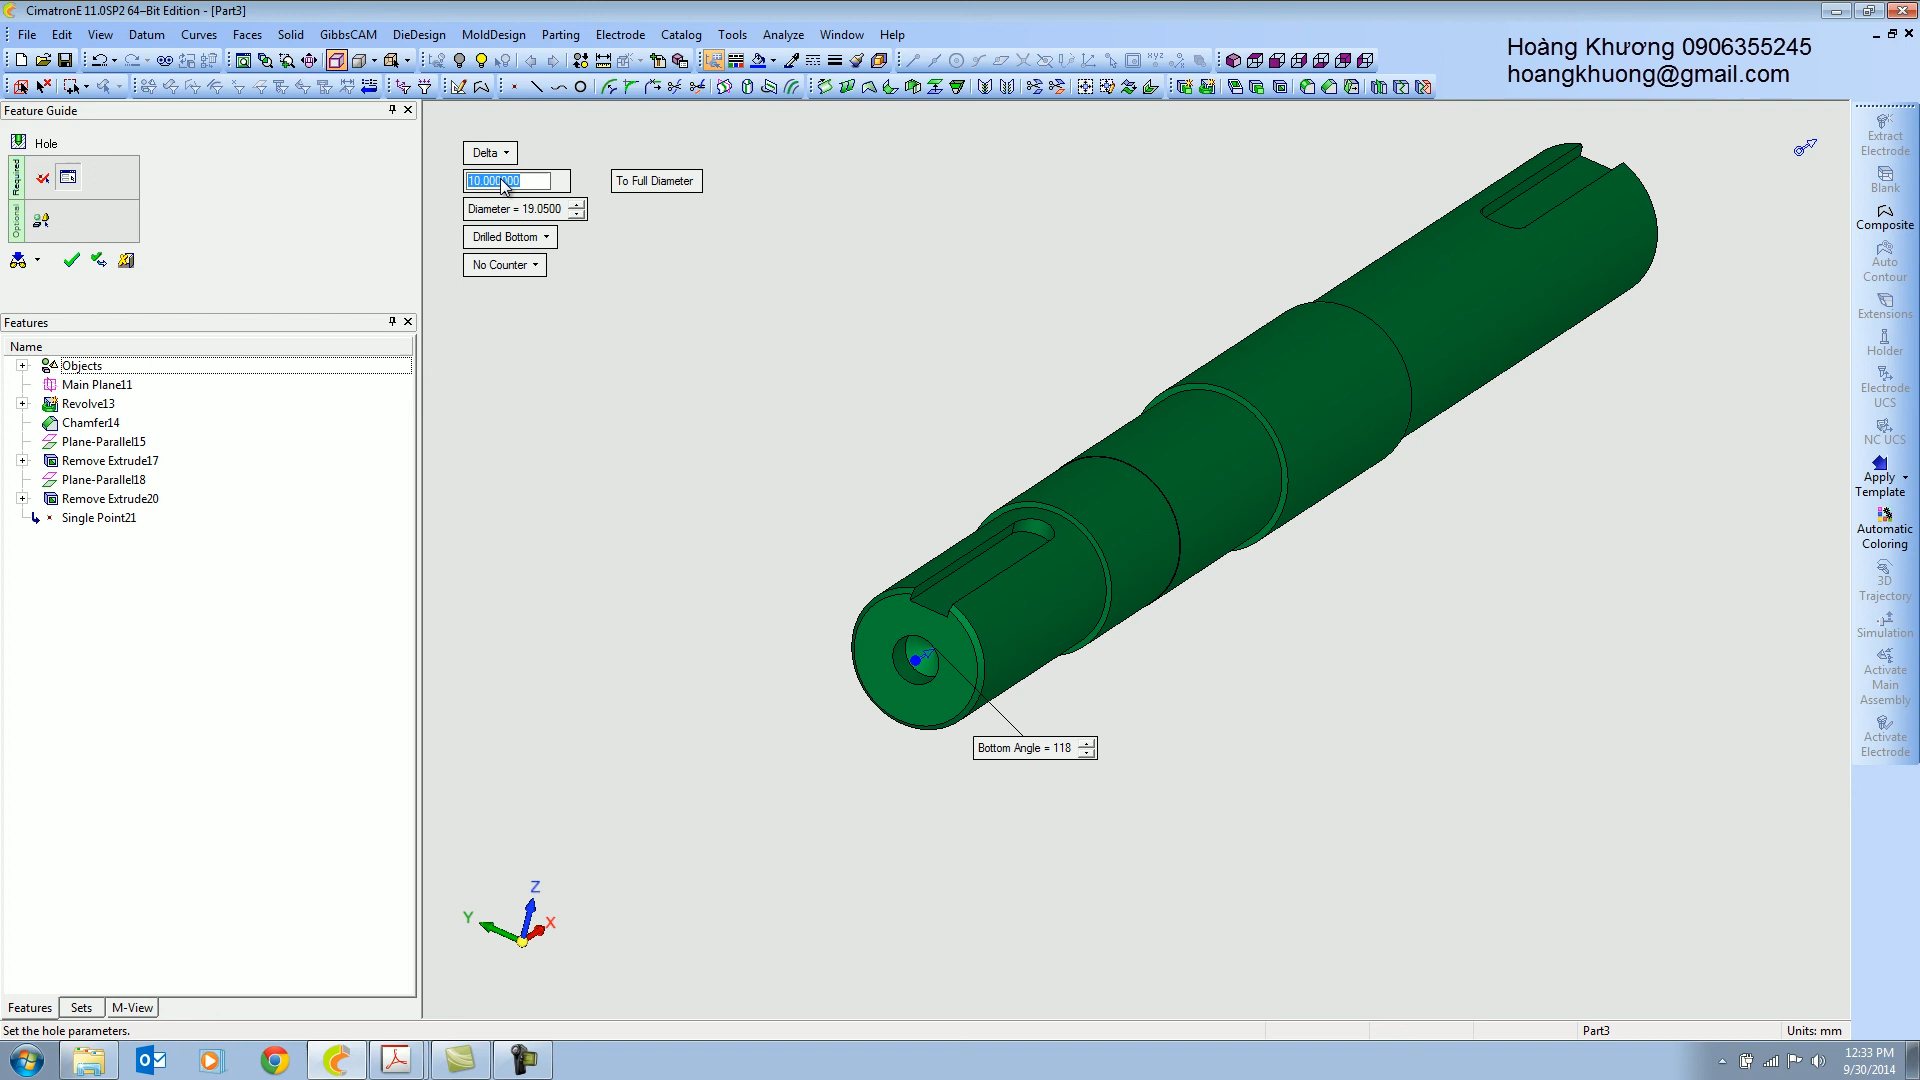 CimatronE 11.0SP2 64–Bit Edition - [Part3]
File Edit View Datum Curves Faces Solid GibbsCAM DieDesign MoldDesign Parting Electrode Catalog Tools Analyze Window Help
Hoàng Khương 0906355245
hoangkhuong@gmail.com
Feature Guide
Hole
Required
Optional
Features
Name
Objects
Main Plane11
Revolve13
Chamfer14
Plane-Parallel15
Remove Extrude17
Plane-Parallel18
Remove Extrude20
Single Point21
Features Sets M-View
Delta
10.000000
To Full Diameter
Diameter = 19.0500
Drilled Bottom
No Counter
Bottom Angle = 118
Z
Y
X
Extract
Electrode
Blank
Composite
Auto
Contour
Extensions
Holder
Electrode
UCS
NC UCS
Apply
Template
Automatic
Coloring
3D
Trajectory
Simulation
Activate
Main
Assembly
Activate
Electrode
Set the hole parameters.
Part3
Units: mm
12:33 PM
9/30/2014